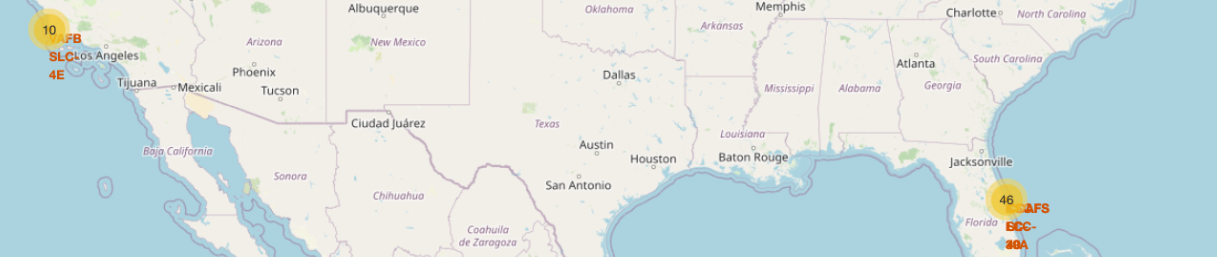 Albuquerque
Oklahoma
Memphis
Charlotte
North Carolina
10
VAFB
SLC-
4E
Los Angeles
Arizona
New Mexico
Arkansas
Atlanta
South Carolina
Phoenix
Dallas
Tijuana
Mexicali
Tucson
Mississippi
Alabama
Georgia
Ciudad Juárez
Texas
Louisiana
Baja California
Austin
Houston
Baton Rouge
Jacksonville
Sonora
San Antonio
Chihuahua
46
Florida
Coahuila
de Zaragoza